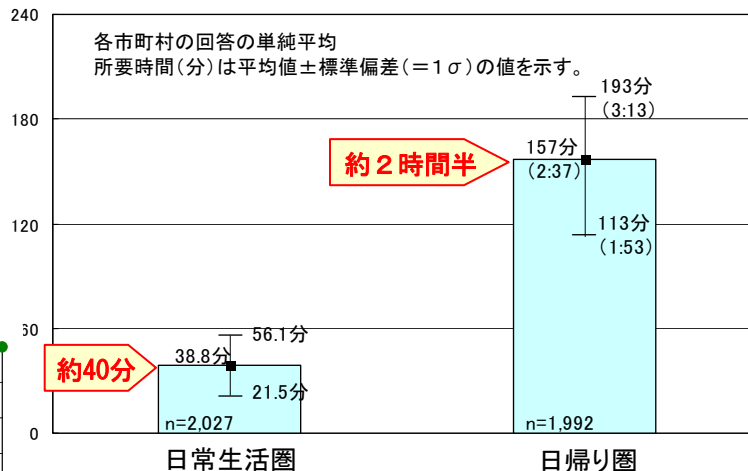 240
各市町村の回答の単純平均
所要時間(分)は平均値±標準偏差(=1σ)の値を示す。
193分
(3:13)
180
約2時間半
157分
(2:37)
120
113分
(1:53)
60
56.1分
約40分
38.8分
21.5分
n=2,027
n=1,992
0
日常生活圏
日帰り圏